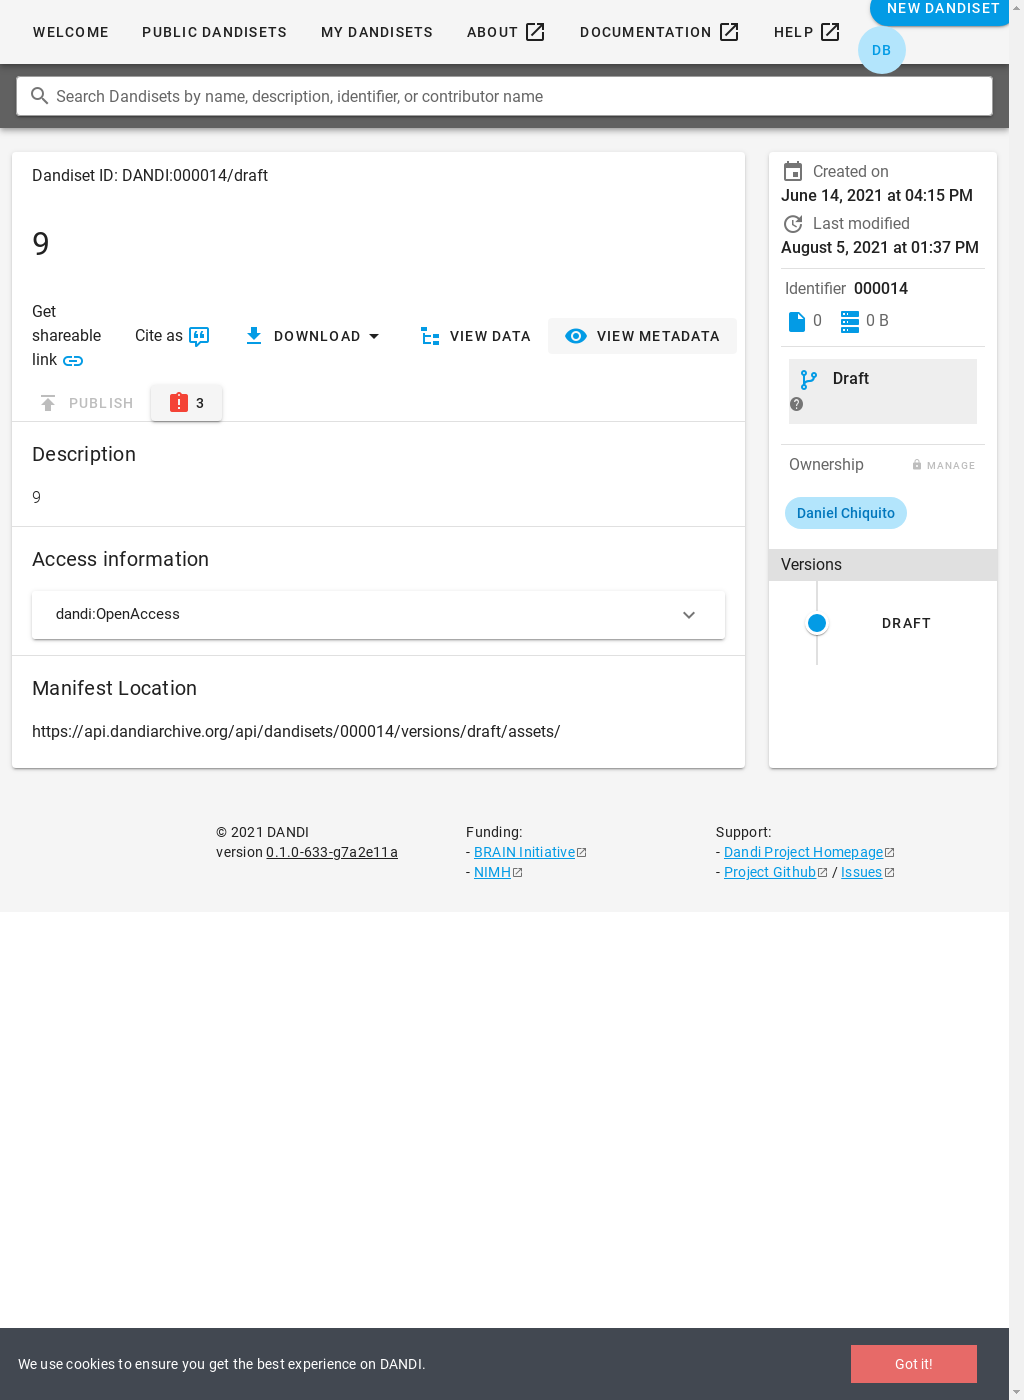 WELCOME PUBLIC DANDISETS MY DANDISETS ABOUT DOCUMENTATION HELP NEW DANDISET
DB
Search Dandisets by name, description, identifier, or contributor name
Dandiset ID: DANDI:000014/draft
9
Get
shareable
link
Cite as
DOWNLOAD
VIEW DATA
VIEW METADATA
PUBLISH
3
Description
9
Access information
dandi:OpenAccess
Manifest Location
https://api.dandiarchive.org/api/dandisets/000014/versions/draft/assets/
Created on
June 14, 2021 at 04:15 PM
Last modified
August 5, 2021 at 01:37 PM
Identifier 000014
0 0 B
Draft
Ownership MANAGE
Daniel Chiquito
Versions
DRAFT
© 2021 DANDI
version 0.1.0-633-g7a2e11a
Funding:
- BRAIN Initiative
- NIMH
Support:
- Dandi Project Homepage
- Project Github / Issues
We use cookies to ensure you get the best experience on DANDI.
Got it!